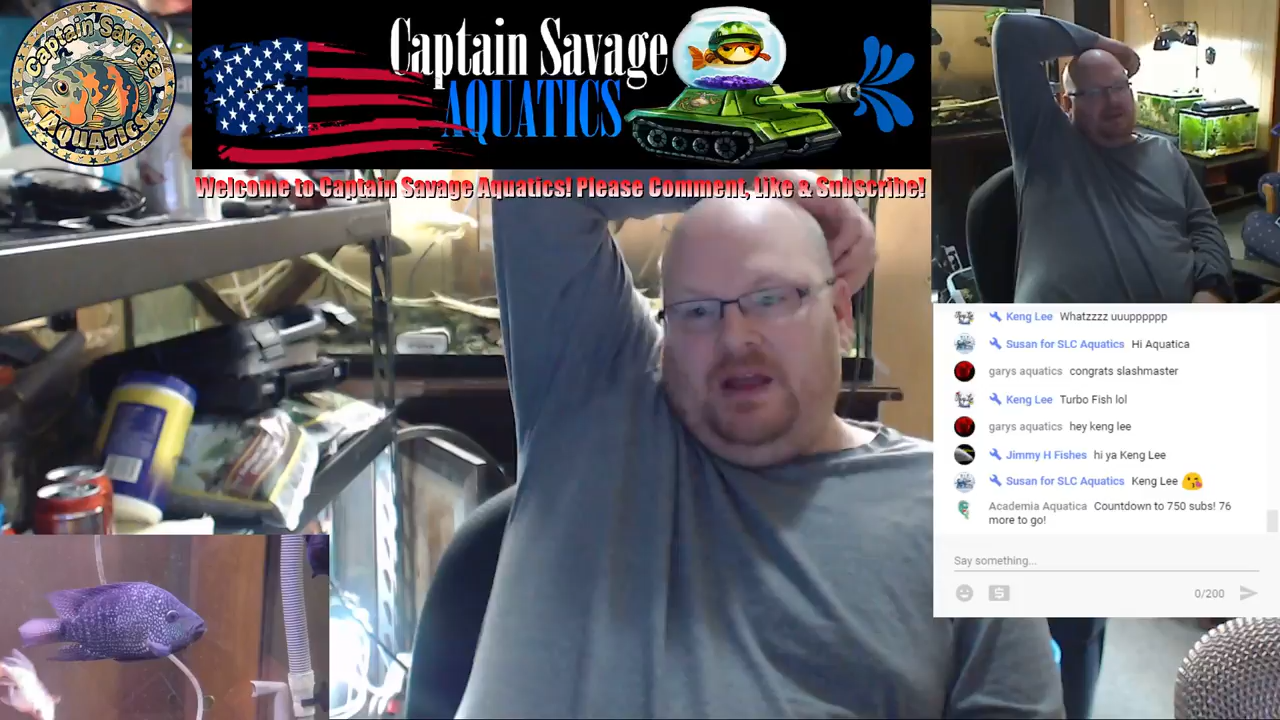 Captain Savage
AQUATICS
Captain Savage
AQUATICS
Welcome to Captain Savage Aquatics! Please Comment, Like & Subscribe!
Keng Lee Whatzzzz uuupppppp
Susan for SLC Aquatics Hi Aquatica
garys aquatics congrats slashmaster
Keng Lee Turbo Fish lol
garys aquatics hey keng lee
Jimmy H Fishes hi ya Keng Lee
Susan for SLC Aquatics Keng Lee 😘
Academia Aquatica Countdown to 750 subs! 76
more to go!
Say something...
0/200